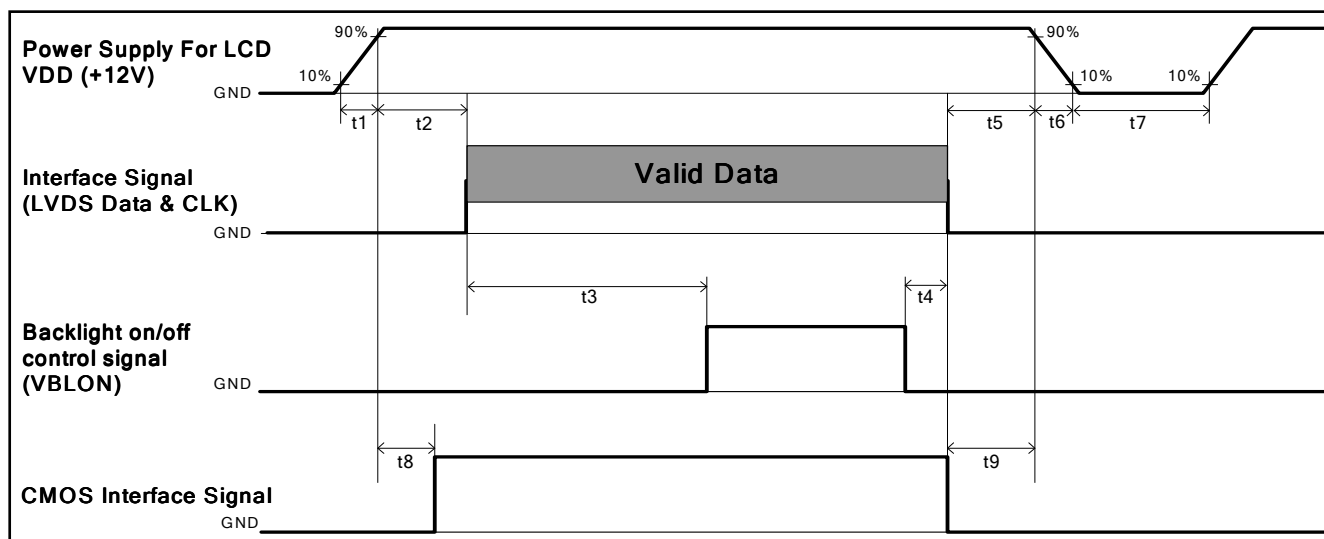 90%
90%
Power Supply For LCD
VDD (+12V)
10%
10%
10%
GND
t1
t2
t5
t6
t7
Valid Data
Interface Signal
(LVDS Data & CLK)
GND
t3
t4
Backlight on/off
control signal
(VBLON)
GND
t8
t9
CMOS Interface Signal
GND